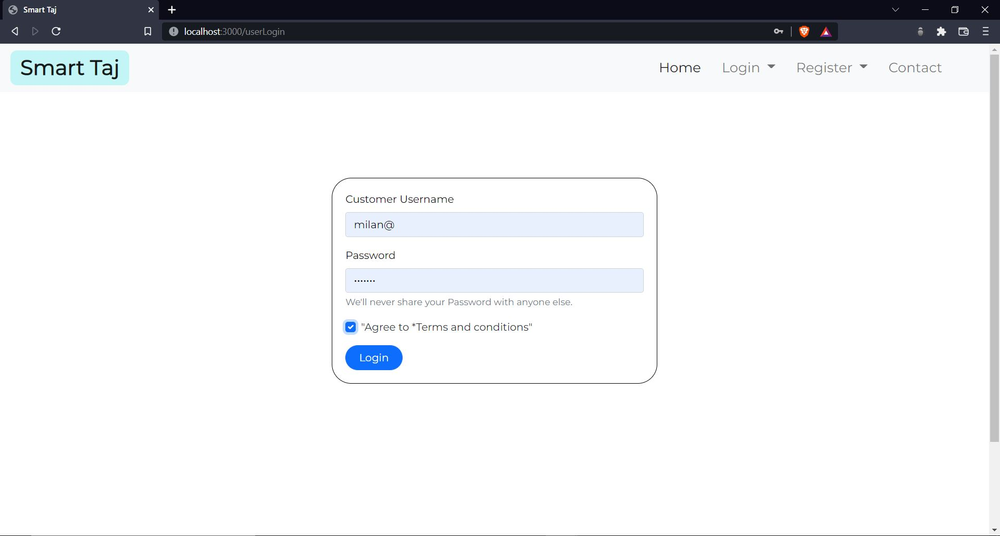 Smart Taj
localhost:3000/userLogin
Smart Taj
Home Login Register Contact
Customer Username
milan@
Password
•••••••
We'll never share your Password with anyone else.
"Agree to *Terms and conditions"
Login